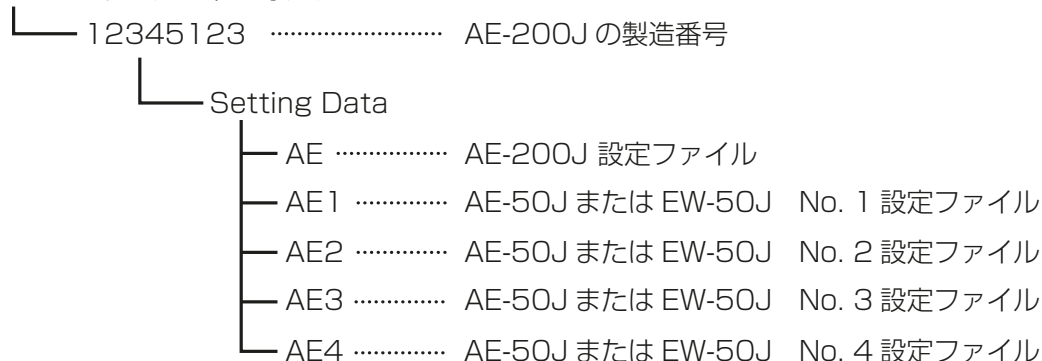 12345123 ………… AE-200J の製造番号
Setting Data
AE ………… AE-200J 設定ファイル
AE1 ………… AE-50J または EW-50J No. 1 設定ファイル
AE2 ………… AE-50J または EW-50J No. 2 設定ファイル
AE3 ………… AE-50J または EW-50J No. 3 設定ファイル
AE4 ………… AE-50J または EW-50J No. 4 設定ファイル